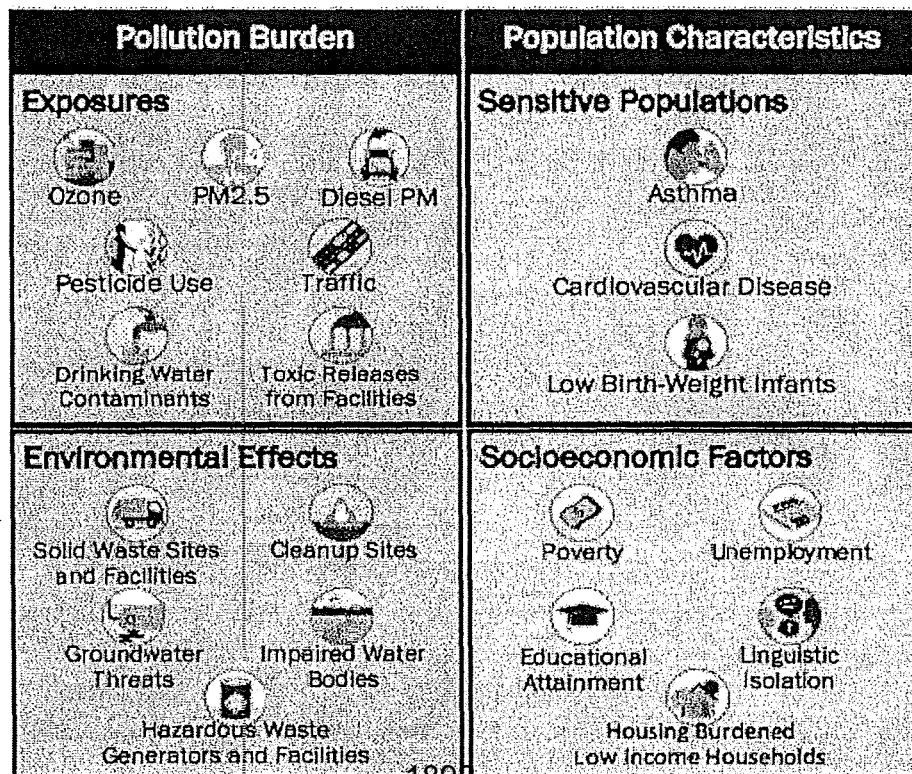 Pollution Burden
Population Characteristics
Exposures
Ozone
PM2.5
Diesel PM
Pesticide Use
Traffic
Drinking Water
Contaminants
Toxic Releases
from Facilities
Sensitive Populations
Asthma
Cardiovascular Disease
Low Birth-Weight Infants
Environmental Effects
Solid Waste Sites
and Facilities
Cleanup Sites
Groundwater
Threats
Impaired Water
Bodies
Hazardous Waste
Generators and Facilities
Socioeconomic Factors
Poverty
Unemployment
Educational
Attainment
Linguistic
Isolation
Housing Burdened
Low Income Households